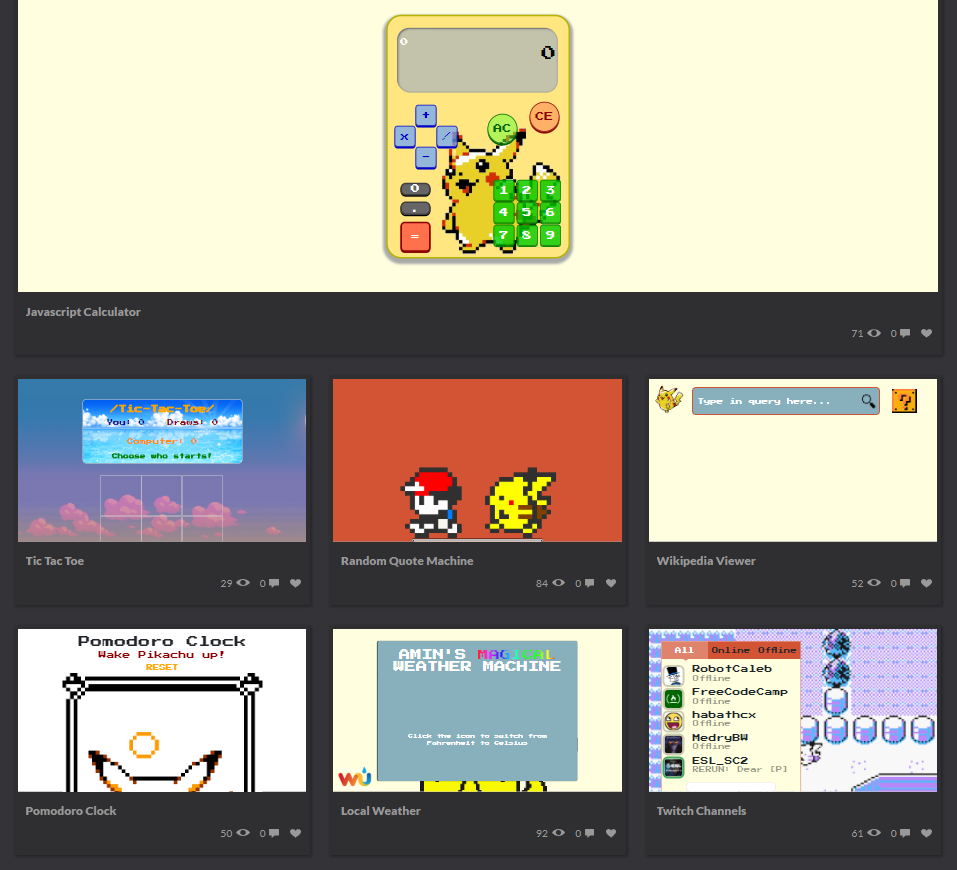 0
0
+
AC
CE
x
/
-
0
1 2 3
.
4 5 6
=
7 8 9
Javascript Calculator
71 0
/Tic-Tac-Toe/
You: 0 Draws: 0
Computer: 0
Choose who starts!
Type in query here...
?
Tic Tac Toe
Random Quote Machine
Wikipedia Viewer
29 0
84 0
52 0
Pomodoro Clock
Wake Pikachu up!
RESET
AMIN'S MAGICAL
WEATHER MACHINE
Click the icon to switch from
Fahrenheit to Celsius
wu
All Online Offline
RobotCaleb
Offline
FreeCodeCamp
Offline
habathcx
Offline
MedryBW
Offline
ESL_SC2
RERUN: Dear [P]
Pomodoro Clock
Local Weather
Twitch Channels
50 0
92 0
61 0